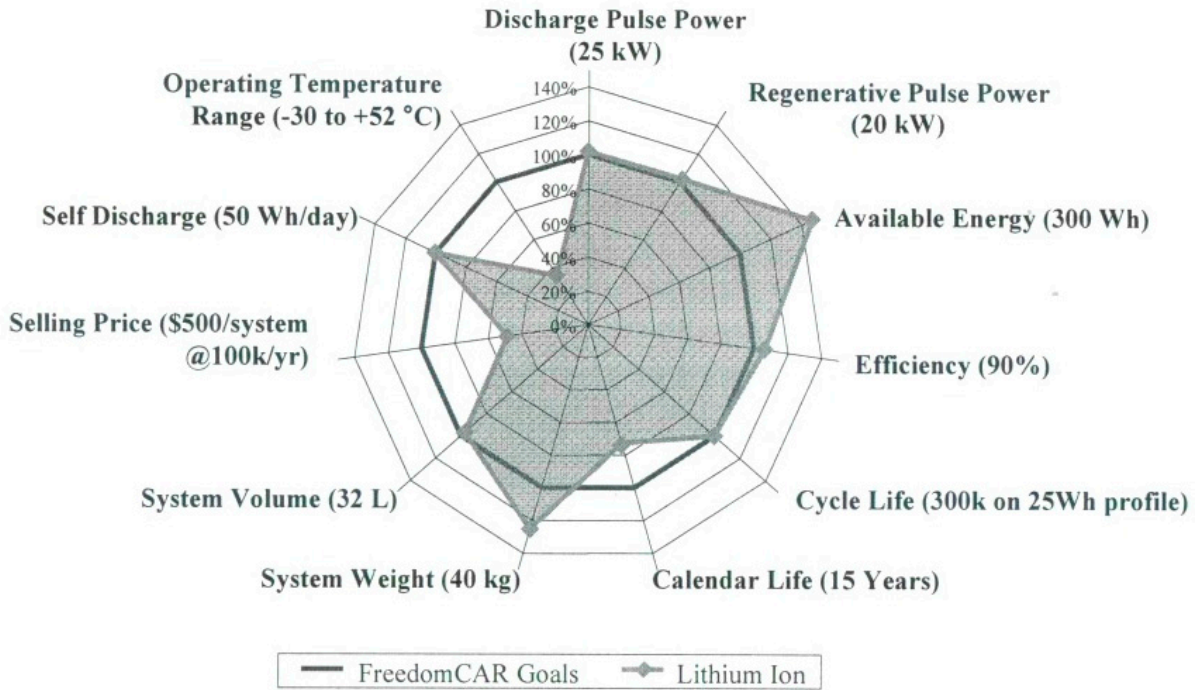 Discharge Pulse Power
(25 kW)
Operating Temperature
Range (-30 to +52 °C)
Regenerative Pulse Power
(20 kW)
140%
120%
100%
80%
60%
40%
20%
0%
Self Discharge (50 Wh/day)
Available Energy (300 Wh)
Selling Price ($500/system
@100k/yr)
Efficiency (90%)
System Volume (32 L)
Cycle Life (300k on 25Wh profile)
System Weight (40 kg)
Calendar Life (15 Years)
FreedomCAR Goals
Lithium Ion